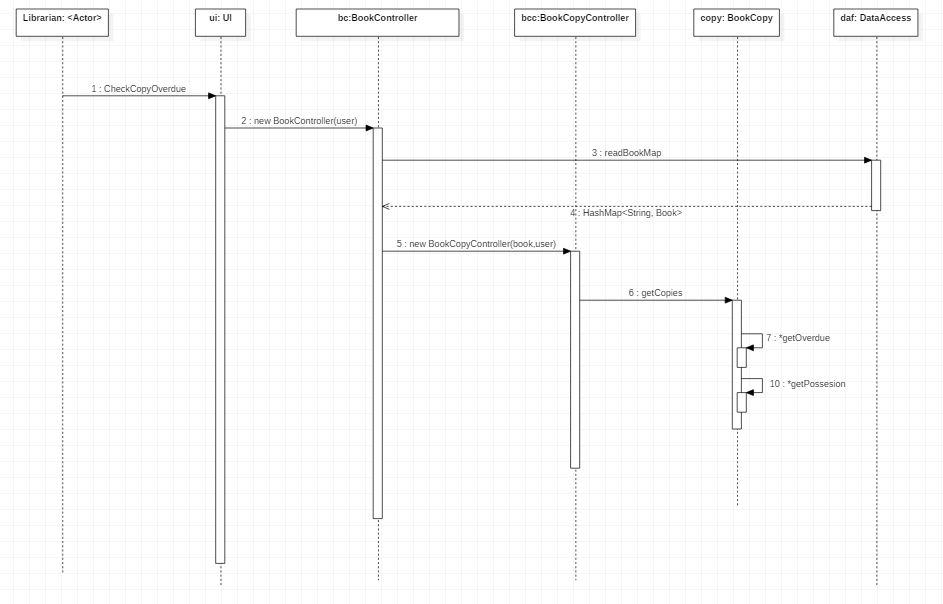 Librarian: <Actor>
ui: UI
bc:BookController
bcc:BookCopyController
copy: BookCopy
daf: DataAccess
1 : CheckCopyOverdue
2 : new BookController(user)
3 : readBookMap
4 : HashMap<String, Book>
5 : new BookCopyController(book,user)
6 : getCopies
7 : *getOverdue
10 : *getPossesion